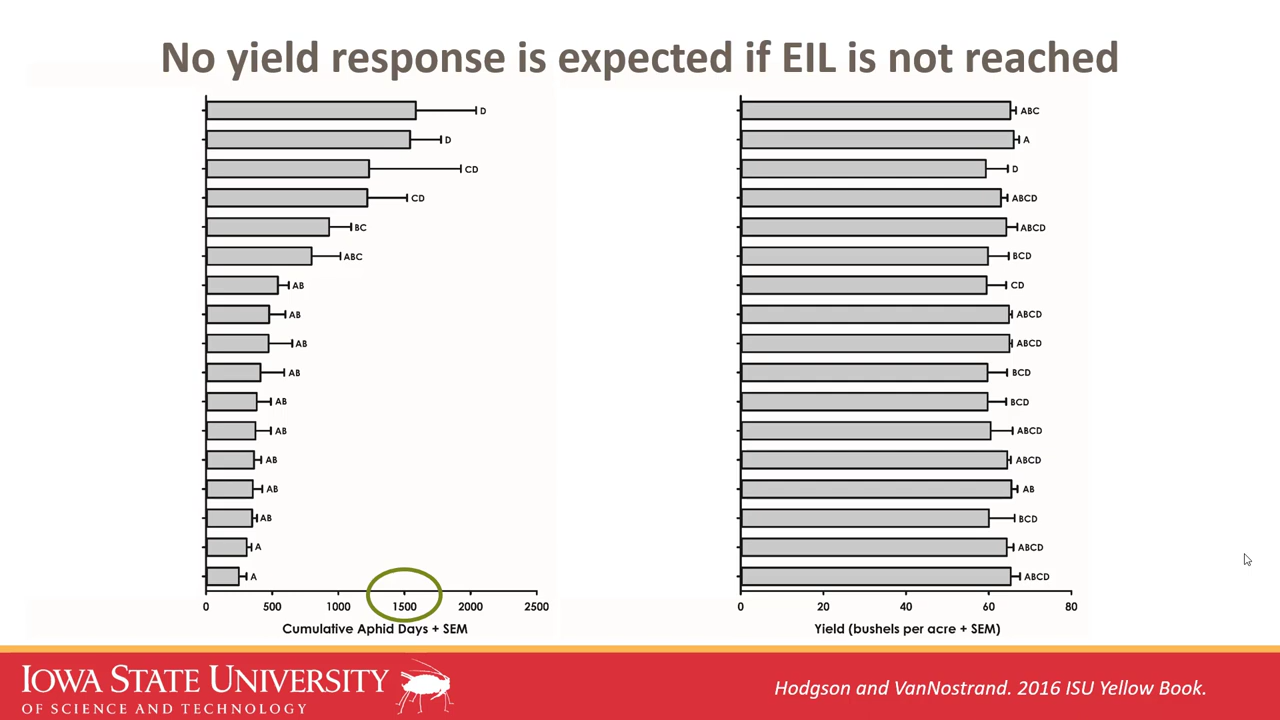 No yield response is expected if EIL is not reached
D
D
CD
CD
BC
ABC
AB
AB
AB
AB
AB
AB
AB
AB
AB
A
A
0 500 1000 1500 2000 2500
Cumulative Aphid Days + SEM
ABC
A
D
ABCD
ABCD
BCD
CD
ABCD
ABCD
BCD
BCD
ABCD
ABCD
AB
BCD
ABCD
ABCD
0 20 40 60 80
Yield (bushels per acre + SEM)
IOWA STATE UNIVERSITY
OF SCIENCE AND TECHNOLOGY
Hodgson and VanNostrand. 2016 ISU Yellow Book.